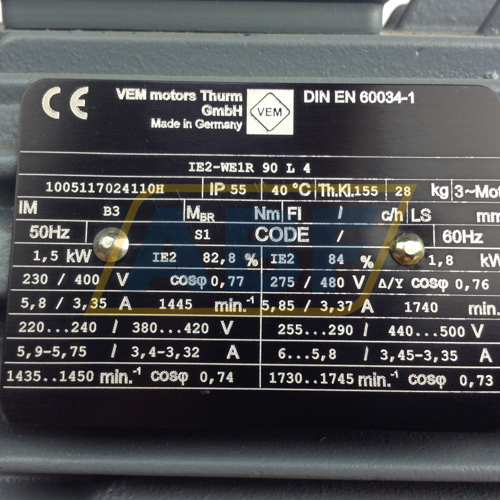 CE VEM motors Thurm GmbH VEM DIN EN 60034-1
Made in Germany
IE2-WE1R 90 L 4
1005117024110H IP 55 40 °C Th.Kl.155 28 kg 3~Mot
IM B3 MBR Nm FI / c/h LS mm
50Hz S1 CODE / 60Hz
1,5 kW IE2 82,8 % IE2 84 % 1,8 kW
230 / 400 V cosφ 0,77 275 / 480 V Δ/Y cosφ 0,76
5,8 / 3,35 A 1445 min.-1 5,85 / 3,37 A 1740 min.-1
220...240 / 380...420 V 255...290 / 440...500 V
5,9-5,75 / 3,4-3,32 A 6...5,8 / 3,45-3,35 A
1435..1450 min.-1 cosφ 0,74 1730..1745 min.-1 cosφ 0,73